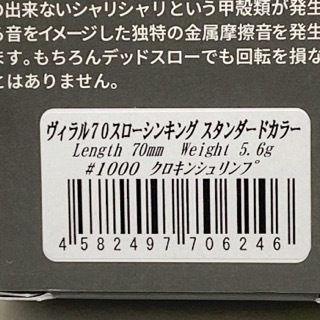 の出来ないシャリシャリという甲殻類が発生
る音をイメージした独特の金属摩擦音を発生
ます。もちろんデッドスローでも回転を損な
とはありません。
ヴィラル70スローシンキング スタンダードカラー
Length 70mm Weight 5.6g
#1000 クロキンシュリンプ
4582497706246